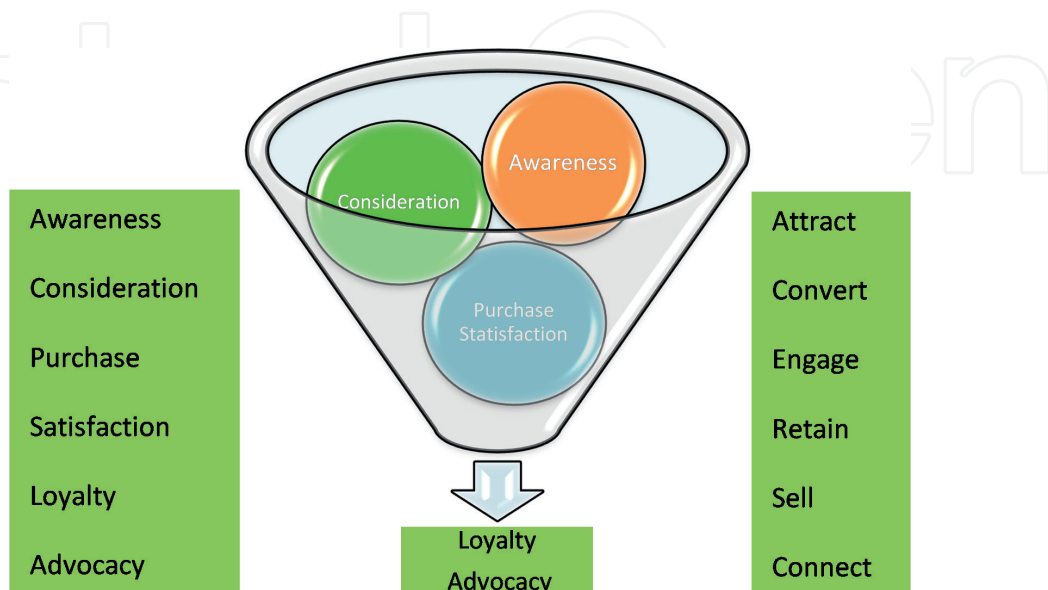 Awareness
Consideration
Purchase
Satisfaction
Loyalty
Advocacy
Awareness
Consideration
Purchase
Statisfaction
Loyalty
Advocacy
Attract
Convert
Engage
Retain
Sell
Connect